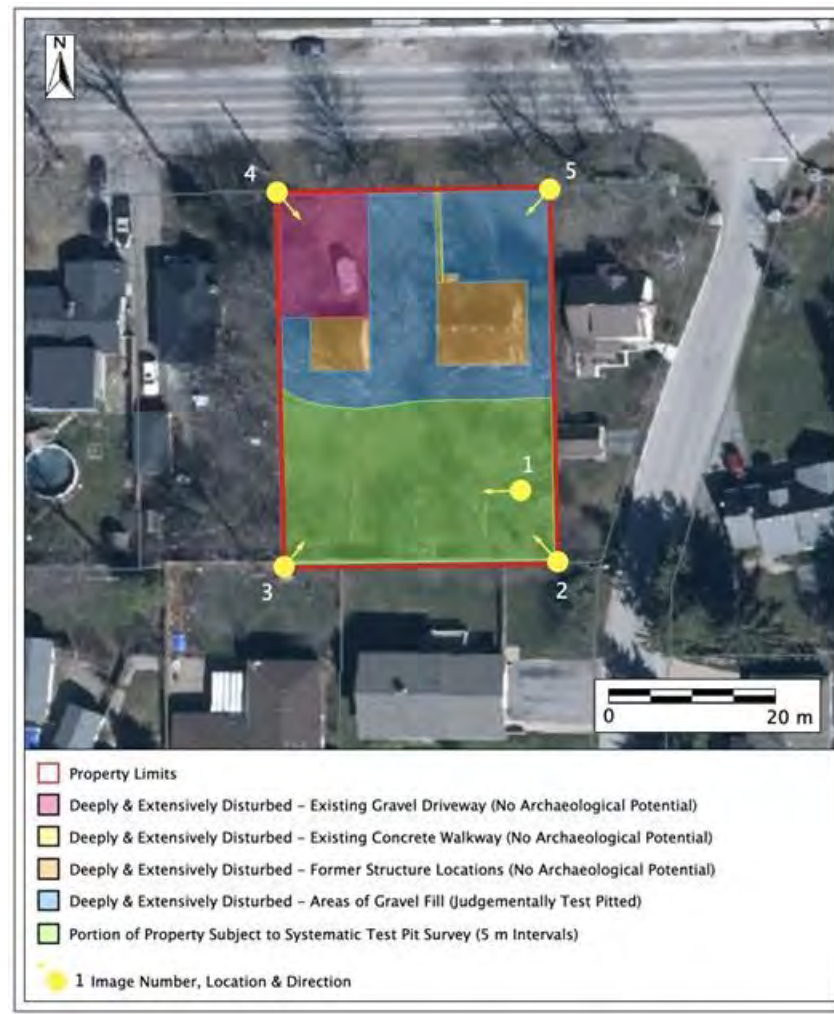 N
4
5
1
3
2
0 20 m
Property Limits
Deeply & Extensively Disturbed – Existing Gravel Driveway (No Archaeological Potential)
Deeply & Extensively Disturbed – Existing Concrete Walkway (No Archaeological Potential)
Deeply & Extensively Disturbed – Former Structure Locations (No Archaeological Potential)
Deeply & Extensively Disturbed – Areas of Gravel Fill (Judgementally Test Pitted)
Portion of Property Subject to Systematic Test Pit Survey (5 m Intervals)
1 Image Number, Location & Direction